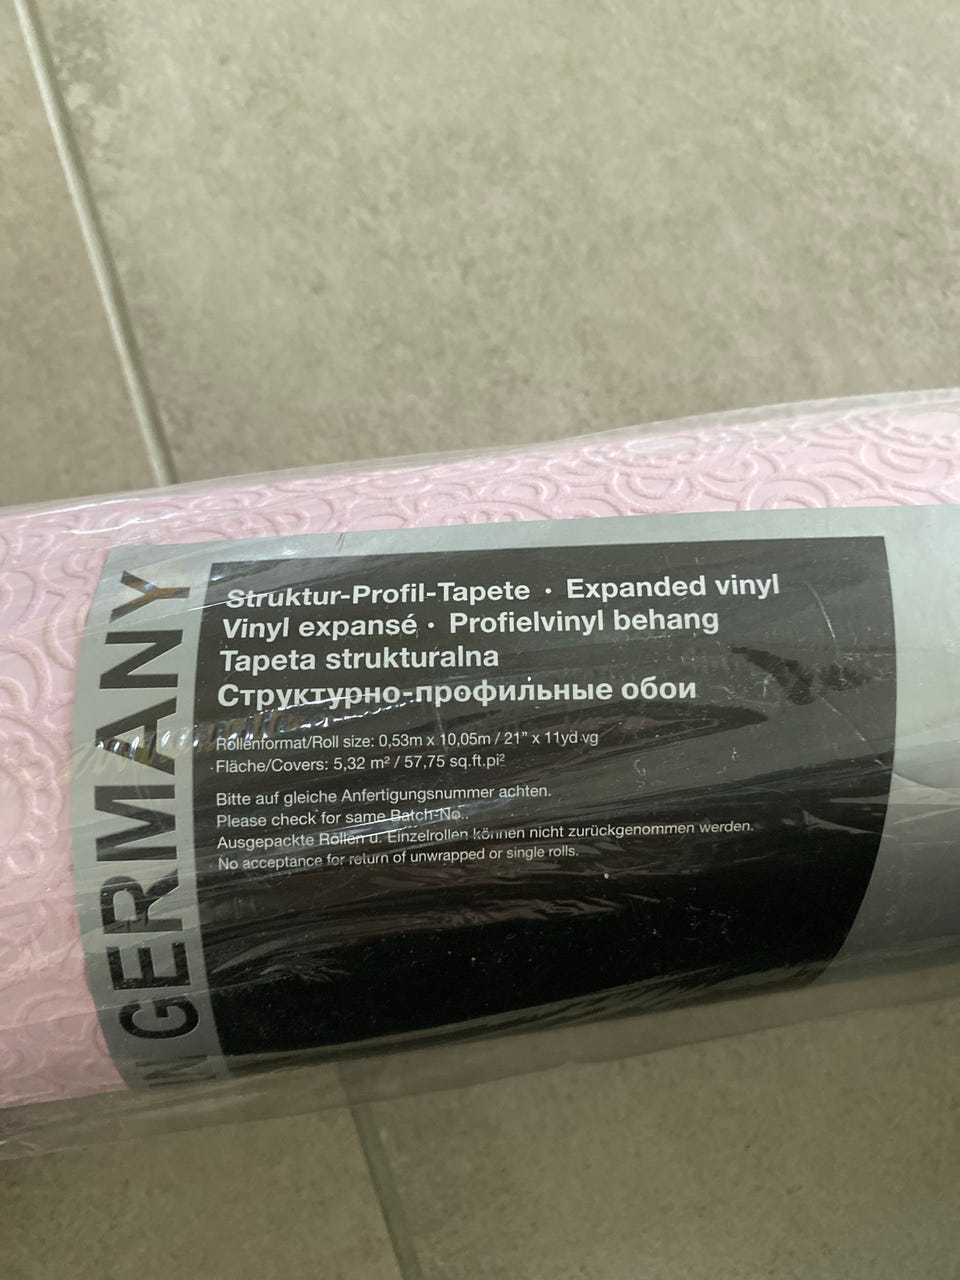 IN GERMANY
Struktur-Profil-Tapete · Expanded vinyl
Vinyl expansé · Profielvinyl behang
Tapeta strukturalna
Структурно-профильные обои
Rollenformat/Roll size: 0,53m x 10,05m / 21” x 11yd vg
Fläche/Covers: 5,32 m² / 57,75 sq.ft.pi²
Bitte auf gleiche Anfertigungsnummer achten.
Please check for same Batch-No..
Ausgepackte Rollen u. Einzelrollen können nicht zurückgenommen werden.
No acceptance for return of unwrapped or single rolls.